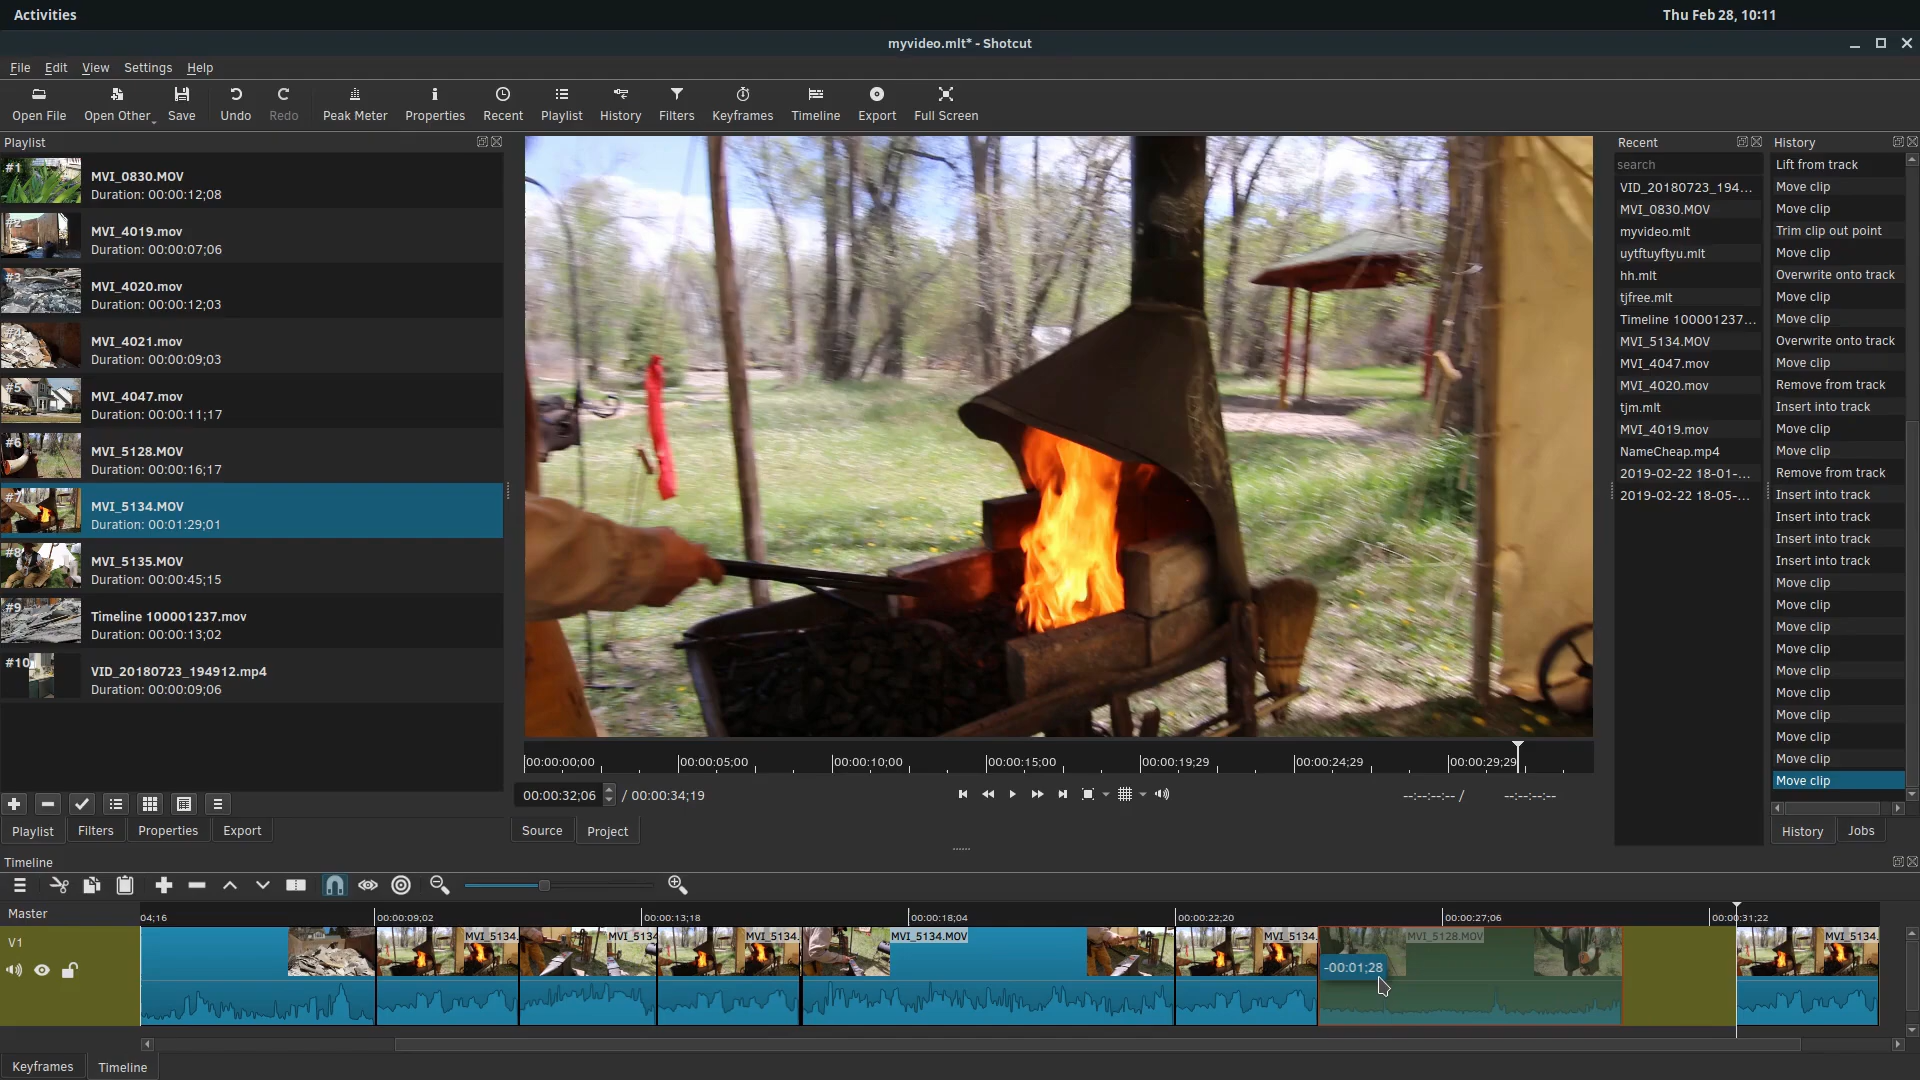 Activities
Thu Feb 28, 10:11
myvideo.mlt* - Shotcut
File Edit View Settings Help
Open File Open Other Save Undo Redo Peak Meter Properties Recent Playlist History Filters Keyframes Timeline Export Full Screen
Playlist
#1
MVI_0830.MOV
Duration: 00:00:12;08
MVI_4019.mov
Duration: 00:00:07;06
#3
MVI_4020.mov
Duration: 00:00:12;03
MVI_4021.mov
Duration: 00:00:09;03
#5
MVI_4047.mov
Duration: 00:00:11;17
#6
MVI_5128.MOV
Duration: 00:00:16;17
#7
MVI_5134.MOV
Duration: 00:01:29;01
#8
MVI_5135.MOV
Duration: 00:00:45;15
#9
Timeline 100001237.mov
Duration: 00:00:13;02
#10
VID_20180723_194912.mp4
Duration: 00:00:09;06
Playlist Filters Properties Export
00:00:00;00 00:00:05;00 00:00:10;00 00:00:15;00 00:00:19;29 00:00:24;29 00:00:29;29
00:00:32;06 / 00:00:34;19
--:--:--:-- / --:--:--:--
Source Project
Recent
search
VID_20180723_194...
MVI_0830.MOV
myvideo.mlt
uytftuyftyu.mlt
hh.mlt
tjfree.mlt
Timeline 100001237...
MVI_5134.MOV
MVI_4047.mov
MVI_4020.mov
tjm.mlt
MVI_4019.mov
NameCheap.mp4
2019-02-22 18-01-...
2019-02-22 18-05-...
History
Lift from track
Move clip
Move clip
Trim clip out point
Move clip
Overwrite onto track
Move clip
Move clip
Overwrite onto track
Move clip
Remove from track
Insert into track
Move clip
Move clip
Remove from track
Insert into track
Insert into track
Insert into track
Insert into track
Move clip
Move clip
Move clip
Move clip
Move clip
Move clip
Move clip
Move clip
Move clip
Move clip
History Jobs
Timeline
Master
04;16 00:00:09;02 00:00:13;18 00:00:18;04 00:00:22;20 00:00:27;06 00:00:31;22
V1
MVI_5134. MVI_5134 MVI_5134. MVI_5134.MOV MVI_5134. MVI_5128.MOV MVI_5134.
-00:01;28
Keyframes Timeline